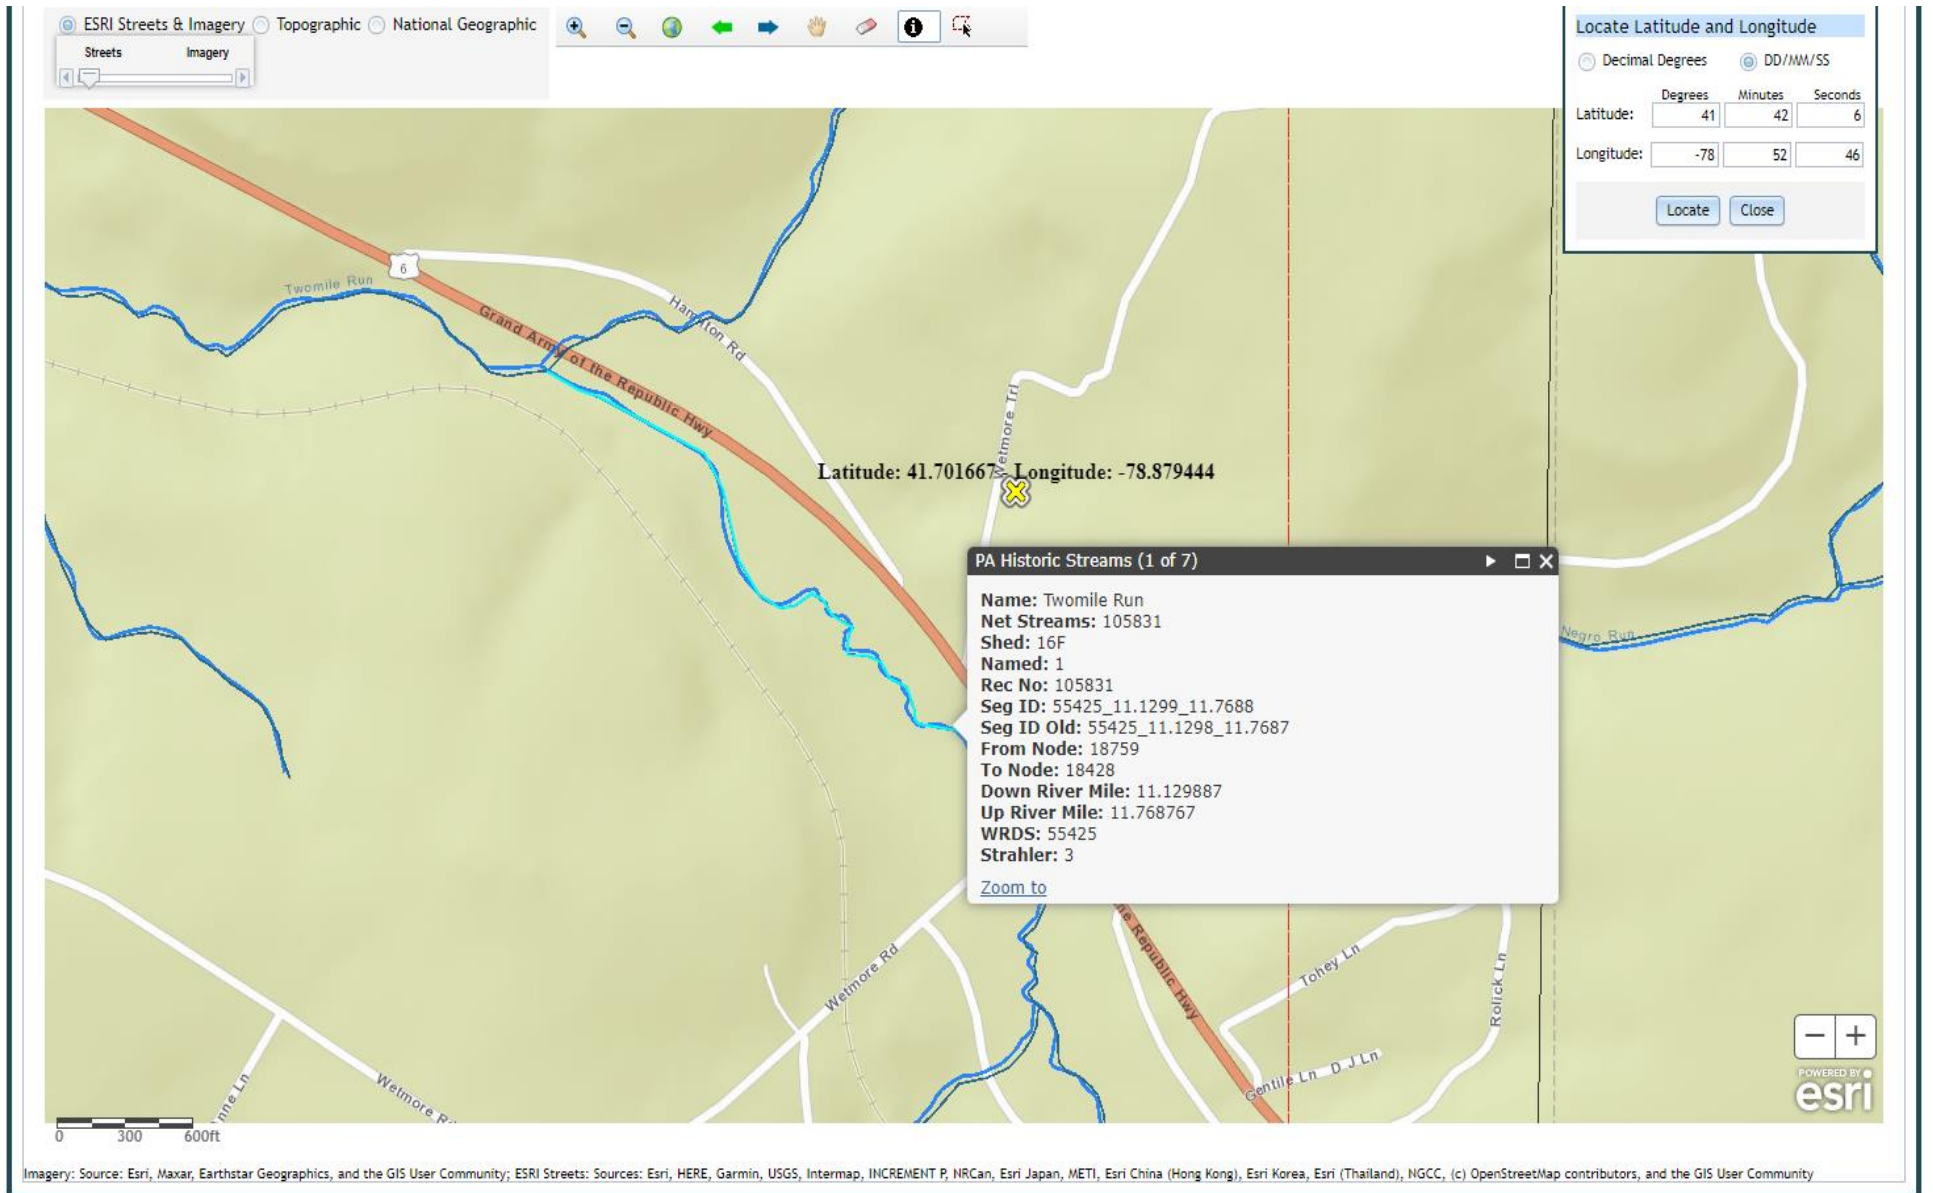 ESRI Streets & Imagery Topographic National Geographic
Streets Imagery
Locate Latitude and Longitude
Decimal Degrees DD/MM/SS
Degrees Minutes Seconds
Latitude: 41 42 6
Longitude: -78 52 46
Locate Close
Twomile Run
6
Grand Army of the Republic Hwy
Hamilton Rd
Wetmore Trl
Latitude: 41.701667 - Longitude: -78.879444
PA Historic Streams (1 of 7)
Name: Twomile Run
Net Streams: 105831
Shed: 16F
Named: 1
Rec No: 105831
Seg ID: 55425_11.1299_11.7688
Seg ID Old: 55425_11.1298_11.7687
From Node: 18759
To Node: 18428
Down River Mile: 11.129887
Up River Mile: 11.768767
WRDS: 55425
Strahler: 3
Zoom to
Negro Run
Wetmore Rd
he Republic Hwy
Tohey Ln
Rolick Ln
Gentile Ln
D J Ln
nne Ln
Wetmore R
− +
POWERED BY
esri
0 300 600ft
Imagery: Source: Esri, Maxar, Earthstar Geographics, and the GIS User Community; ESRI Streets: Sources: Esri, HERE, Garmin, USGS, Intermap, INCREMENT P, NRCan, Esri Japan, METI, Esri China (Hong Kong), Esri Korea, Esri (Thailand), NGCC, (c) OpenStreetMap contributors, and the GIS User Community